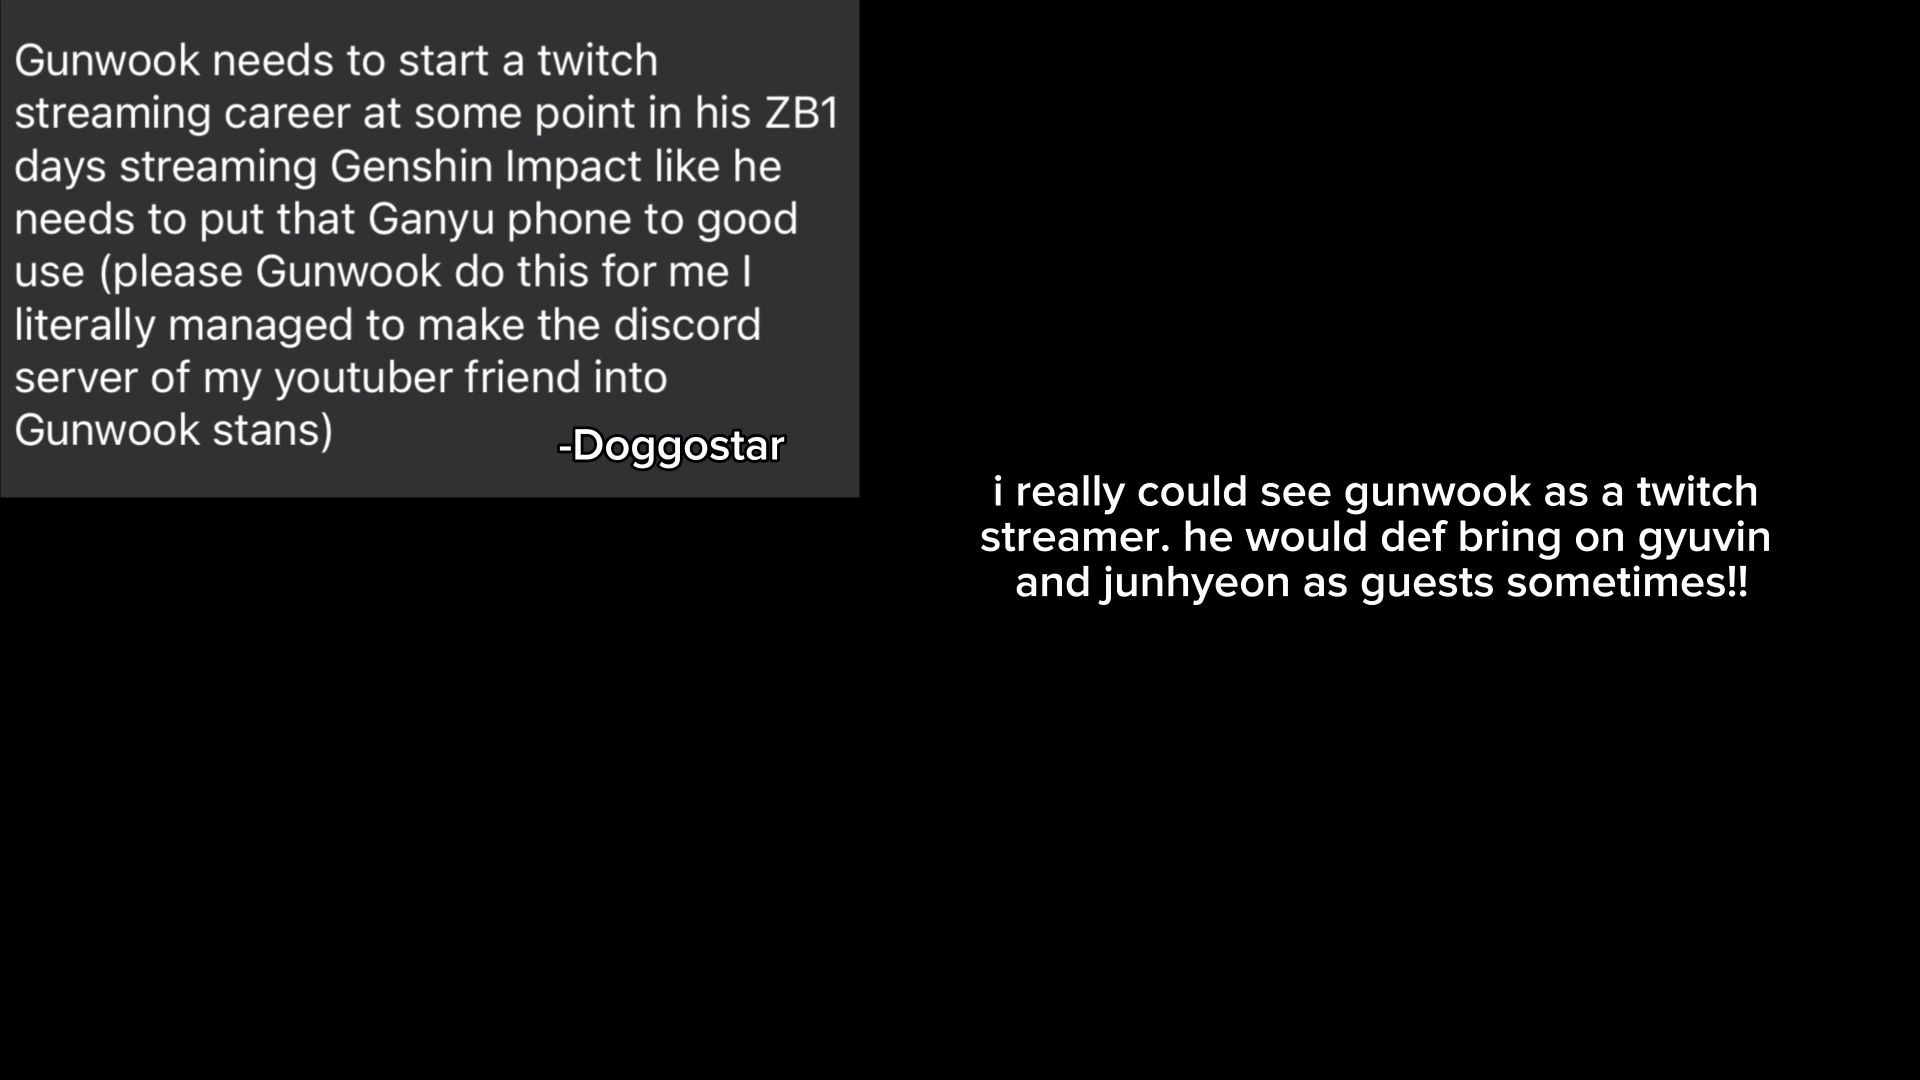 Gunwook needs to start a twitch
streaming career at some point in his ZB1
days streaming Genshin Impact like he
needs to put that Ganyu phone to good
use (please Gunwook do this for me I
literally managed to make the discord
server of my youtuber friend into
Gunwook stans)
-Doggostar
i really could see gunwook as a twitch
streamer. he would def bring on gyuvin
and junhyeon as guests sometimes!!